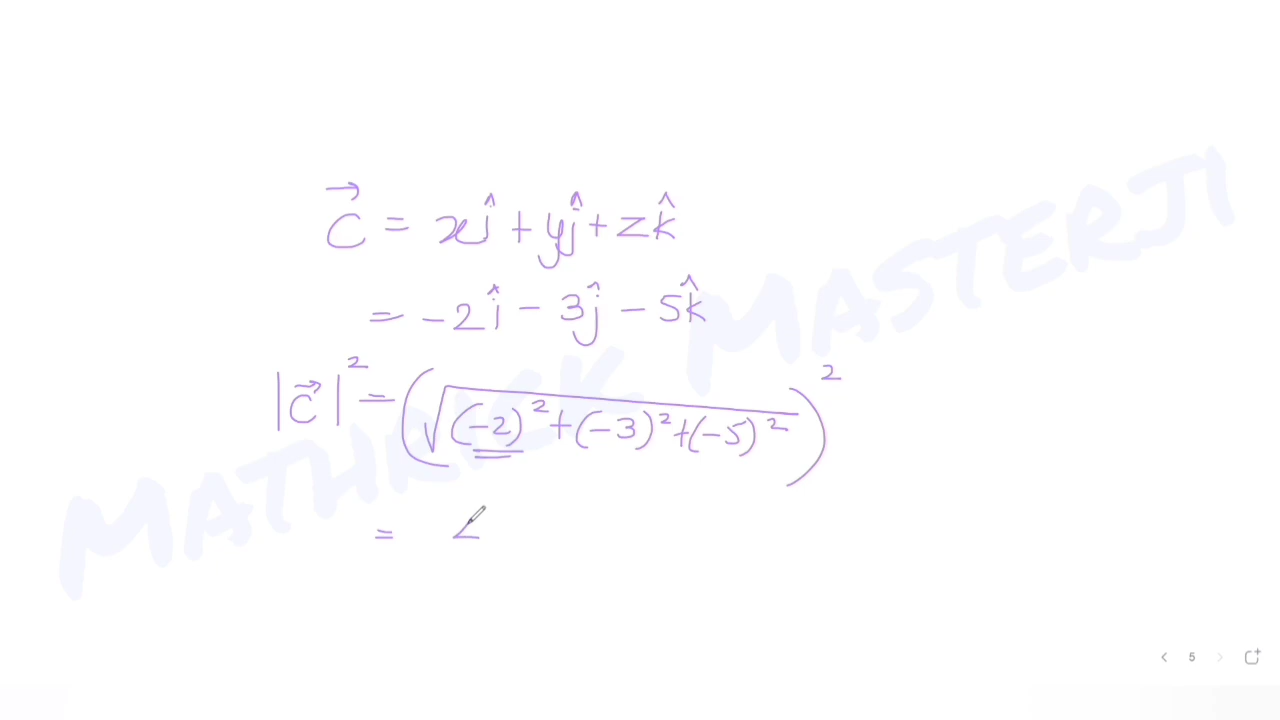 →c = xî + yĵ + zk̂
= -2î - 3ĵ - 5k̂
|→c|² = (√(-2)² + (-3)² + (-5)²)²
=
MATHRICK MASTERJI
5